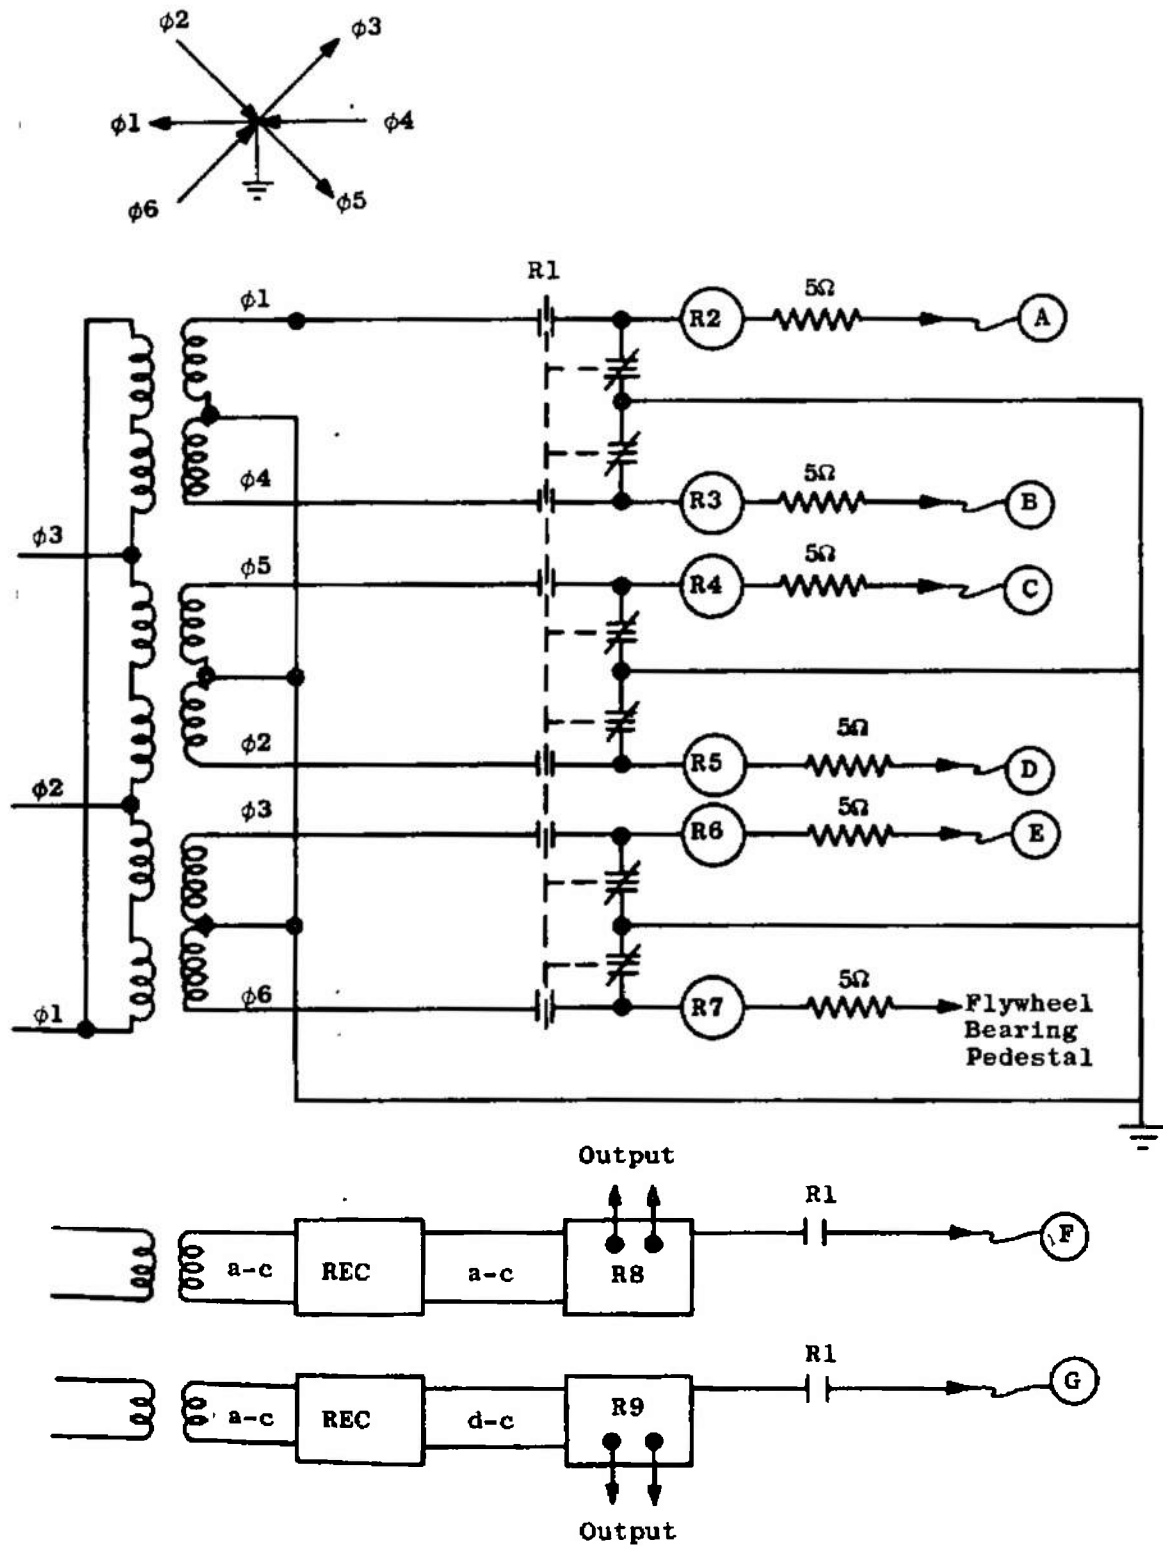 φ2
φ3
φ1
φ4
φ6
φ5
R1
φ1
R2
5Ω
A
φ4
R3
5Ω
B
φ3
φ5
R4
5Ω
C
φ2
φ2
R5
5Ω
D
φ3
R6
5Ω
E
φ1
φ6
R7
5Ω
Flywheel
Bearing
Pedestal
Output
a-c
REC
a-c
R8
R1
F
a-c
REC
d-c
R9
R1
G
Output